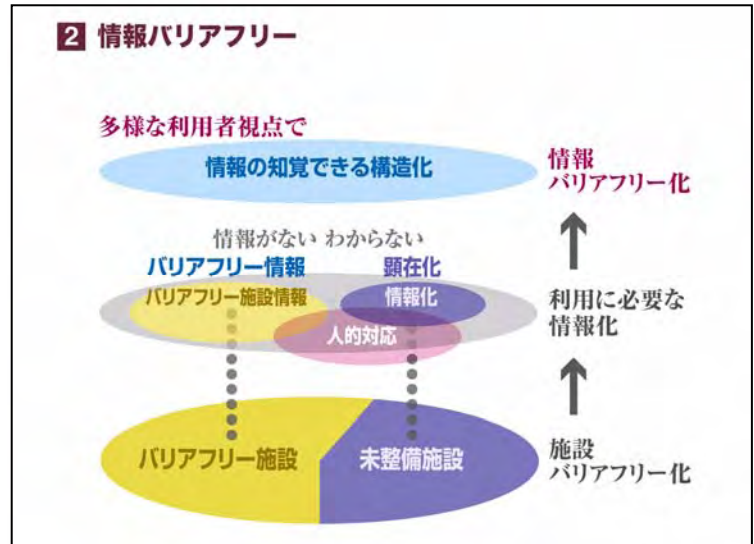 2 情報バリアフリー
多様な利用者視点で
情報の知覚できる構造化
情報
バリアフリー化
情報がない わからない
バリアフリー情報
顕在化
バリアフリー施設情報
情報化
人的対応
利用に必要な
情報化
バリアフリー施設
未整備施設
施設
バリアフリー化